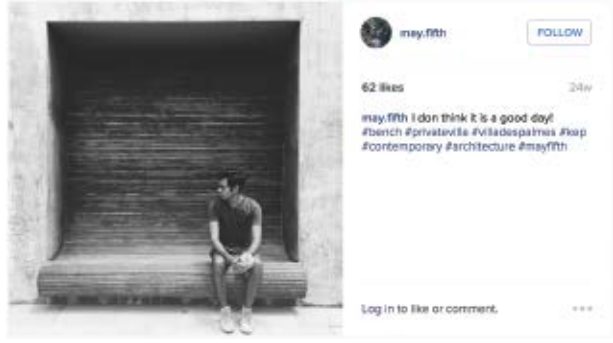 may.fifth
FOLLOW
62 likes
24w
may.fifth I don think it is a good day!
#bench #privatevilla #villadespalmes #kep
#contemporary #architecture #mayfifth
Log in to like or comment.